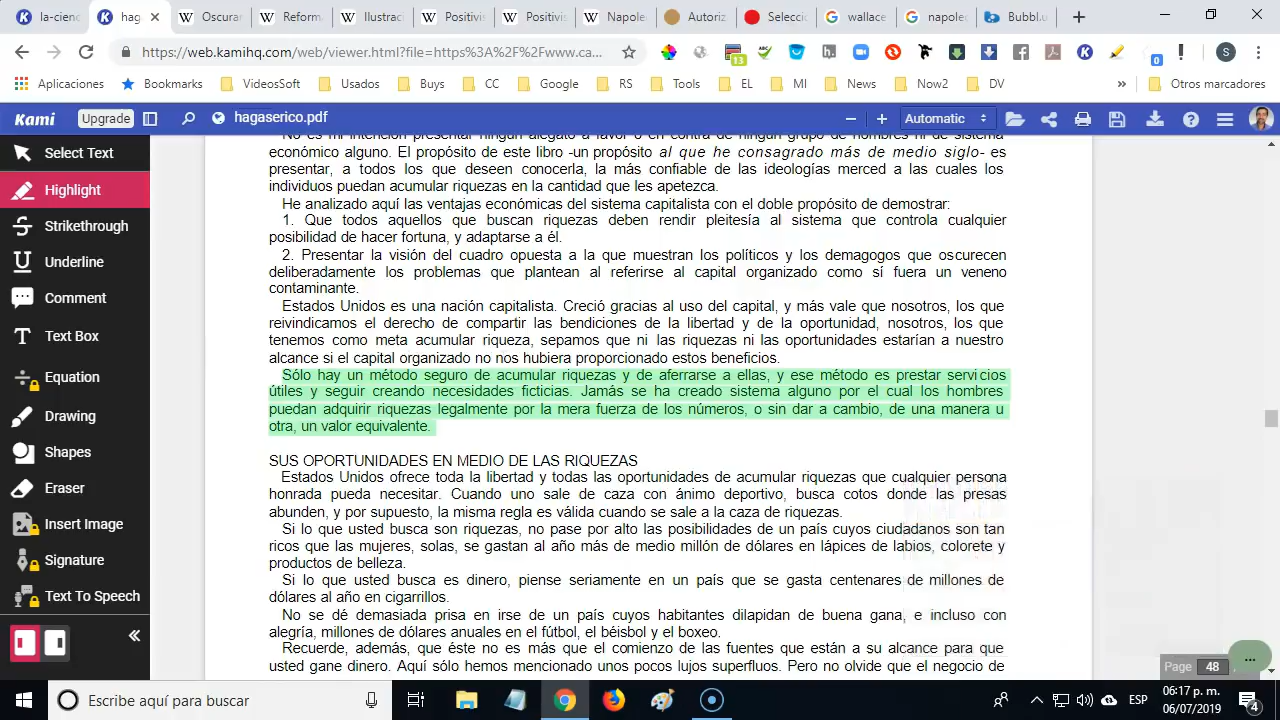 la-cienc
hag
Oscuran
Reform
Ilustraci
Positivis
Positivis
Napole
Autoriz
Selecció
wallace
napoleo
Bubbl.u
https://web.kamihq.com/web/viewer.html?file=https%3A%2F%2Fwww.ca...
13
h.
0
S
Aplicaciones
Bookmarks
VideosSoft
Usados
Buys
CC
Google
RS
Tools
EL
MI
News
Now2
DV
»
Otros marcadores
Kami
Upgrade
hagaserico.pdf
Automatic
Select Text
Highlight
Strikethrough
Underline
Comment
Text Box
Equation
Drawing
Shapes
Eraser
Insert Image
Signature
Text To Speech
No es mi intención presentar ningún alegato a favor o en contra de ningún grupo de hombres ni de sistema
económico alguno. El propósito de este libro -un propósito al que he consagrado más de medio siglo- es
presentar, a todos los que deseen conocerla, la más confiable de las ideologías merced a las cuales los
individuos puedan acumular riquezas en la cantidad que les apetezca.
He analizado aquí las ventajas económicas del sistema capitalista con el doble propósito de demostrar:
1. Que todos aquellos que buscan riquezas deben rendir pleitesía al sistema que controla cualquier
posibilidad de hacer fortuna, y adaptarse a él.
2. Presentar la visión del cuadro opuesta a la que muestran los políticos y los demagogos que oscurecen
deliberadamente los problemas que plantean al referirse al capital organizado como sí fuera un veneno
contaminante.
Estados Unidos es una nación capitalista. Creció gracias al uso del capital, y más vale que nosotros, los que
reivindicamos el derecho de compartir las bendiciones de la libertad y de la oportunidad, nosotros, los que
tenemos como meta acumular riqueza, sepamos que ni las riquezas ni las oportunidades estarían a nuestro
alcance si el capital organizado no nos hubiera proporcionado estos beneficios.
Sólo hay un método seguro de acumular riquezas y de aferrarse a ellas, y ese método es prestar servicios
útiles y seguir creando necesidades ficticias. Jamás se ha creado sistema alguno por el cual los hombres
puedan adquirir riquezas legalmente por la mera fuerza de los números, o sin dar a cambio, de una manera u
otra, un valor equivalente.
SUS OPORTUNIDADES EN MEDIO DE LAS RIQUEZAS
Estados Unidos ofrece toda la libertad y todas las oportunidades de acumular riquezas que cualquier persona
honrada pueda necesitar. Cuando uno sale de caza con ánimo deportivo, busca cotos donde las presas
abunden, y por supuesto, la misma regla es válida cuando se sale a la caza de riquezas.
Si lo que usted busca son riquezas, no pase por alto las posibilidades de un país cuyos ciudadanos son tan
ricos que las mujeres, solas, se gastan al año más de medio millón de dólares en lápices de labios, colorete y
productos de belleza.
Si lo que usted busca es dinero, piense seriamente en un país que se gasta centenares de millones de
dólares al año en cigarrillos.
No se dé demasiada prisa en irse de un país cuyos habitantes dilapidan de buena gana, e incluso con
alegría, millones de dólares anuales en el fútbol, el béisbol y el boxeo.
Recuerde, además, que éste no es más que el comienzo de las fuentes que están a su alcance para que
usted gane dinero. Aquí sólo hemos mencionado unos pocos lujos superfluos. Pero no olvide que el negocio de
Page 48
Escribe aquí para buscar
ESP
06:17 p. m.
06/07/2019
4